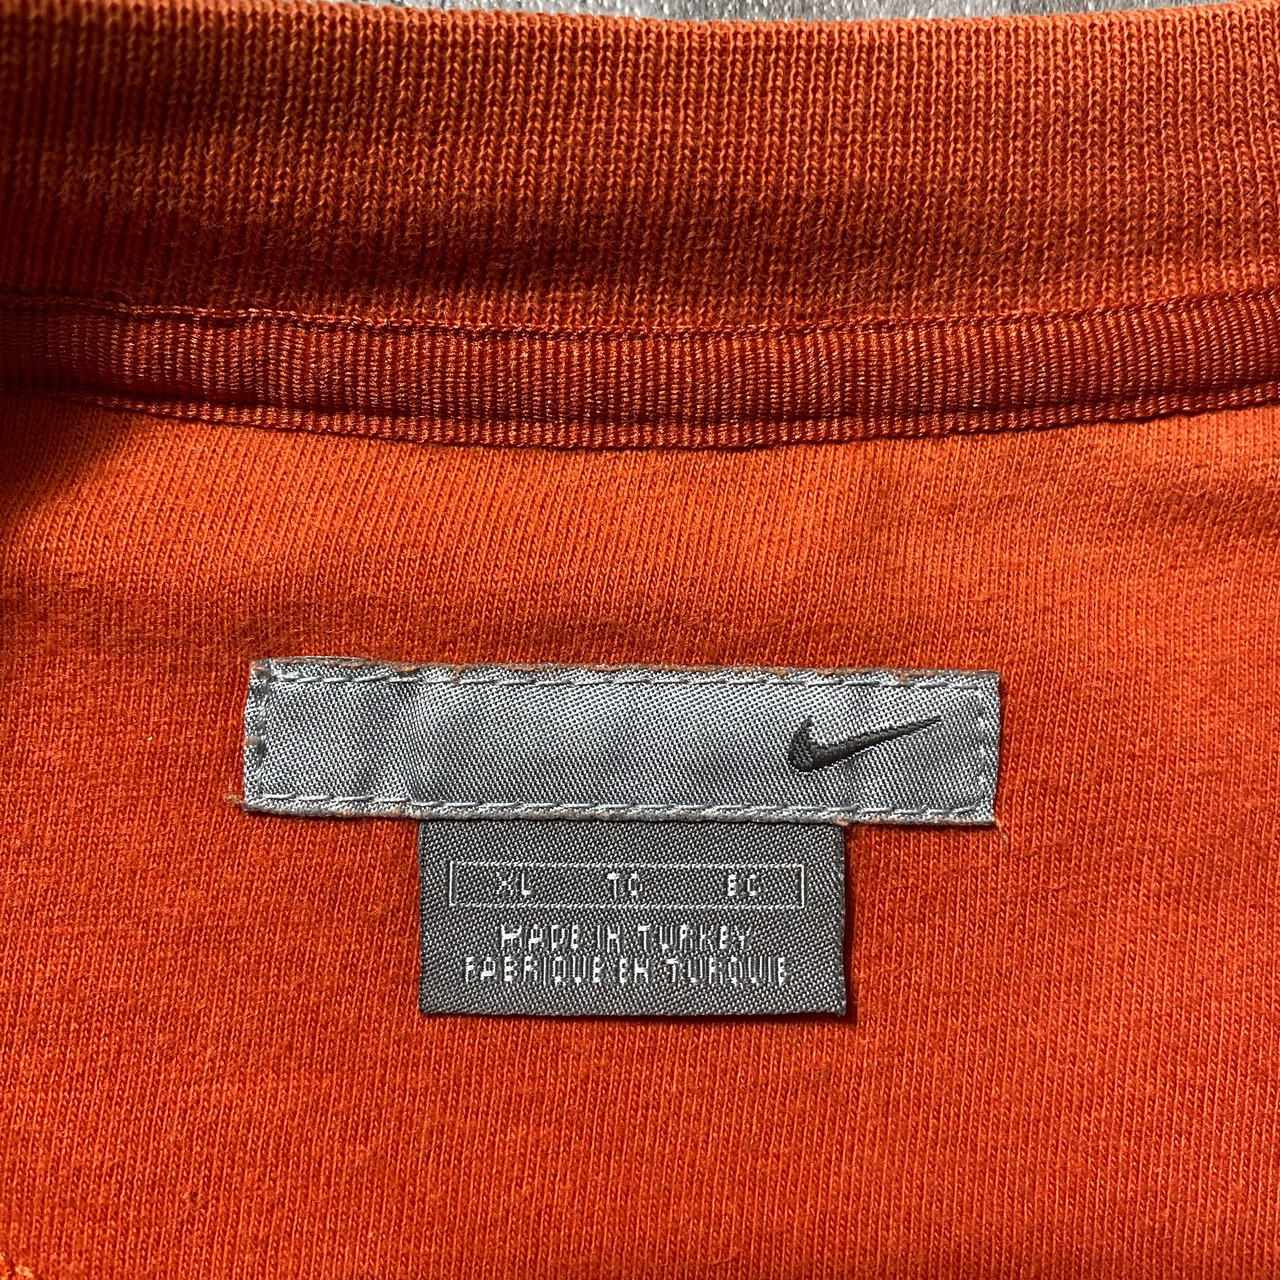 XL TG EG
MADE IN TURKEY
FABRIQUE EN TURQUIE